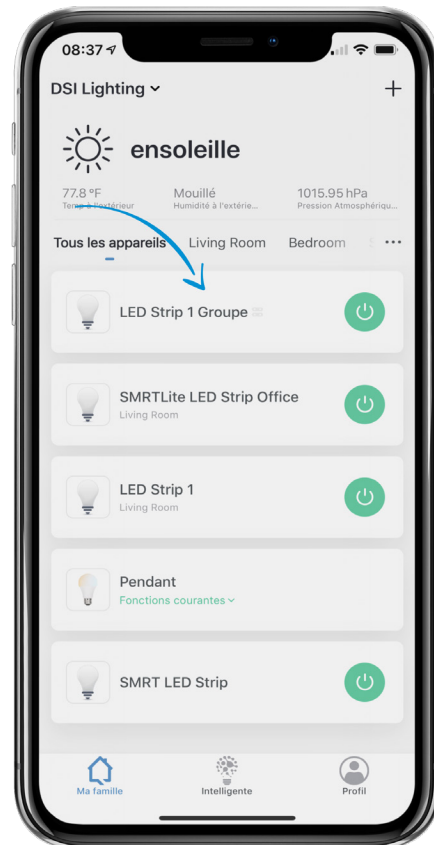 08:37
DSI Lighting
ensoleille
77.8 °F Mouillé 1015.95 hPa
Temp à l'extérieur Humidité à l'extérie... Pression Atmosphériqu...
Tous les appareils Living Room Bedroom
LED Strip 1 Groupe
SMRTLite LED Strip Office
Living Room
LED Strip 1
Living Room
Pendant
Fonctions courantes
SMRT LED Strip
Ma famille Intelligente Profil